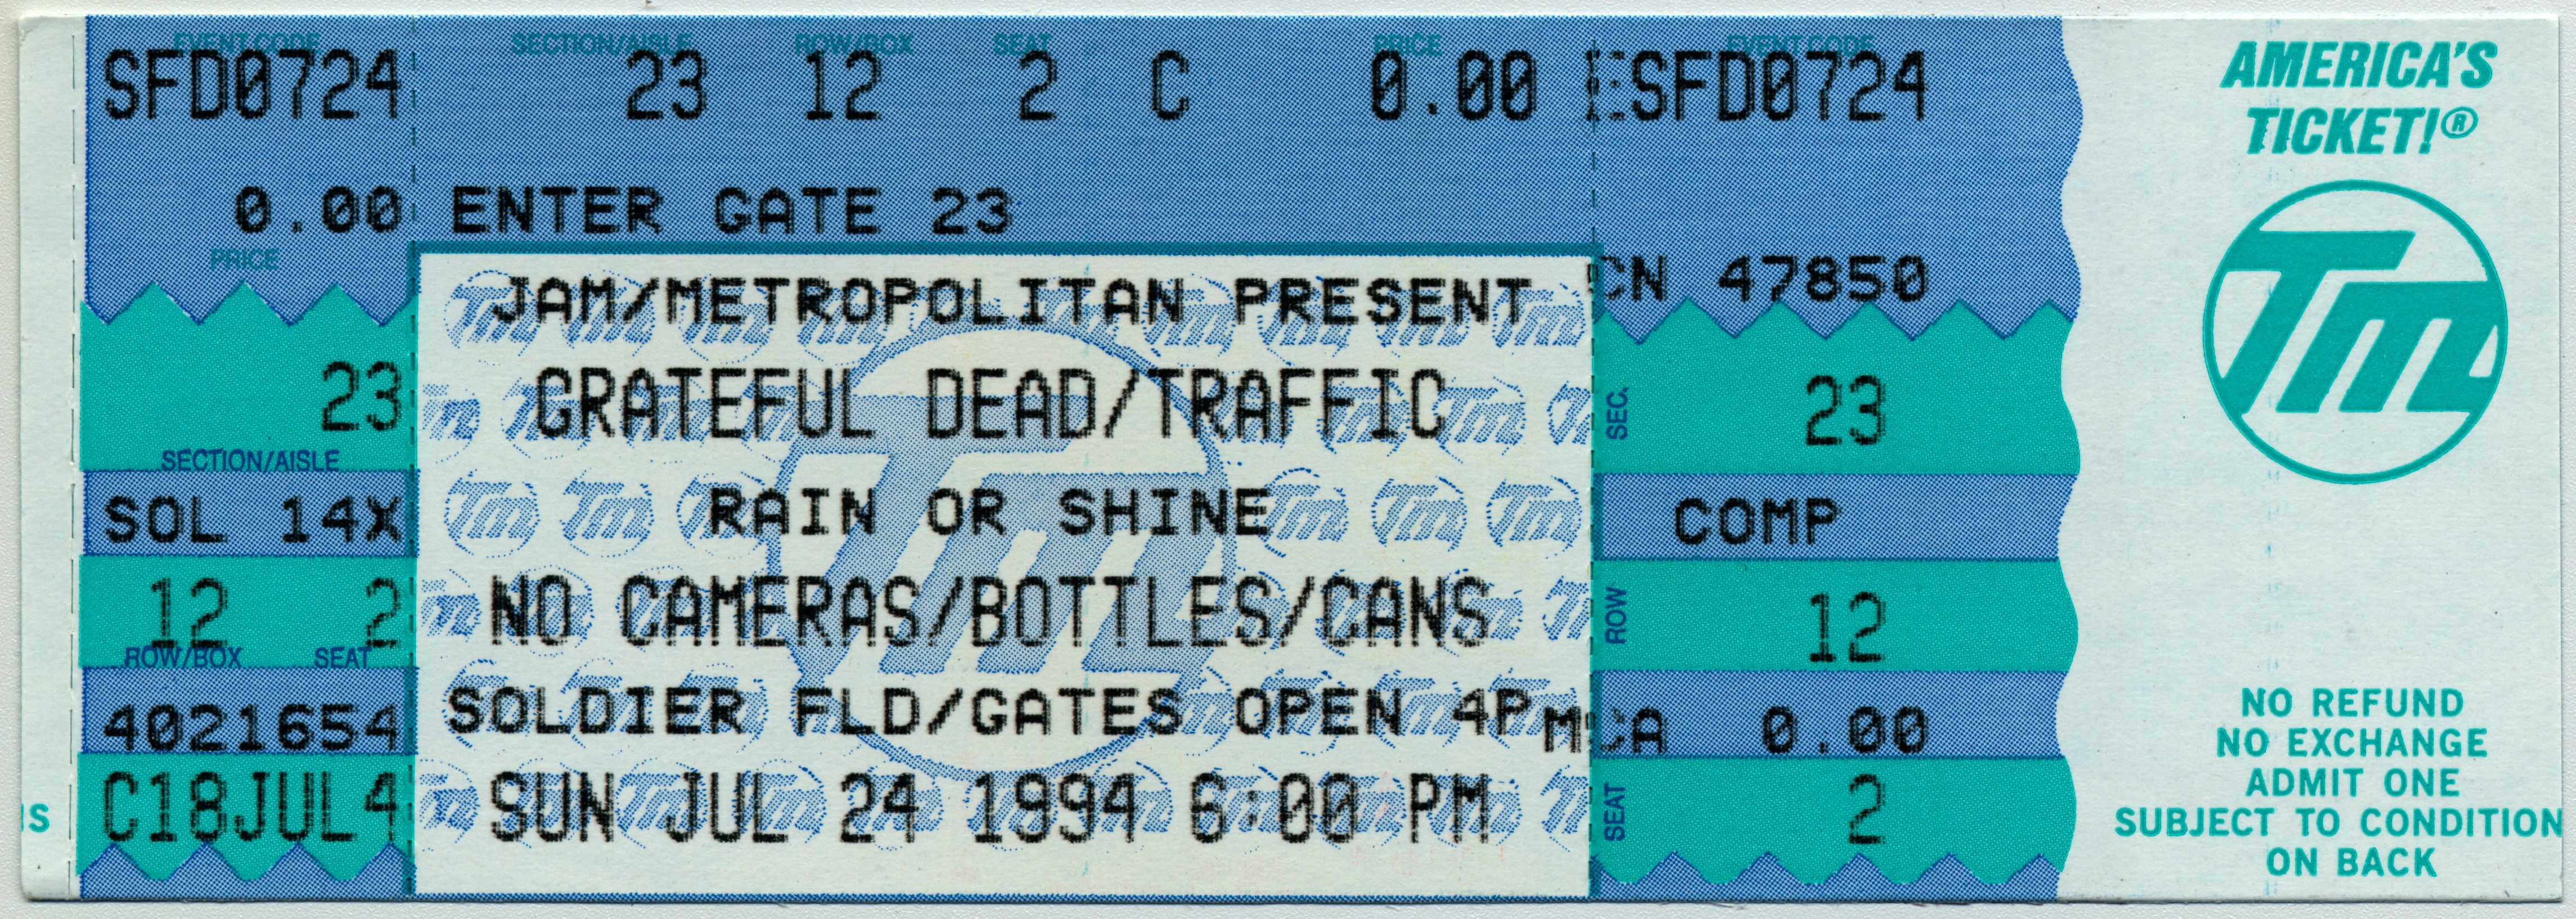 EVENT CODE SECTION/AISLE ROW/BOX SEAT PRICE EVENT CODE
SFD0724 23 12 2 C 0.00 ESFD0724
0.00 ENTER GATE 23
PRICE
CN 47850
JAM/METROPOLITAN PRESENT
23 GRATEFUL DEAD/TRAFFIC SEC. 23
SECTION/AISLE
SOL 14X RAIN OR SHINE COMP
12 2 NO CAMERAS/BOTTLES/CANS ROW 12
ROW/BOX SEAT
4021654 SOLDIER FLD/GATES OPEN 4PM CA 0.00
C18JUL4 SUN JUL 24 1994 6:00 PM SEAT 2
AMERICA'S
TICKET!®
Tm
NO REFUND
NO EXCHANGE
ADMIT ONE
SUBJECT TO CONDITION
ON BACK